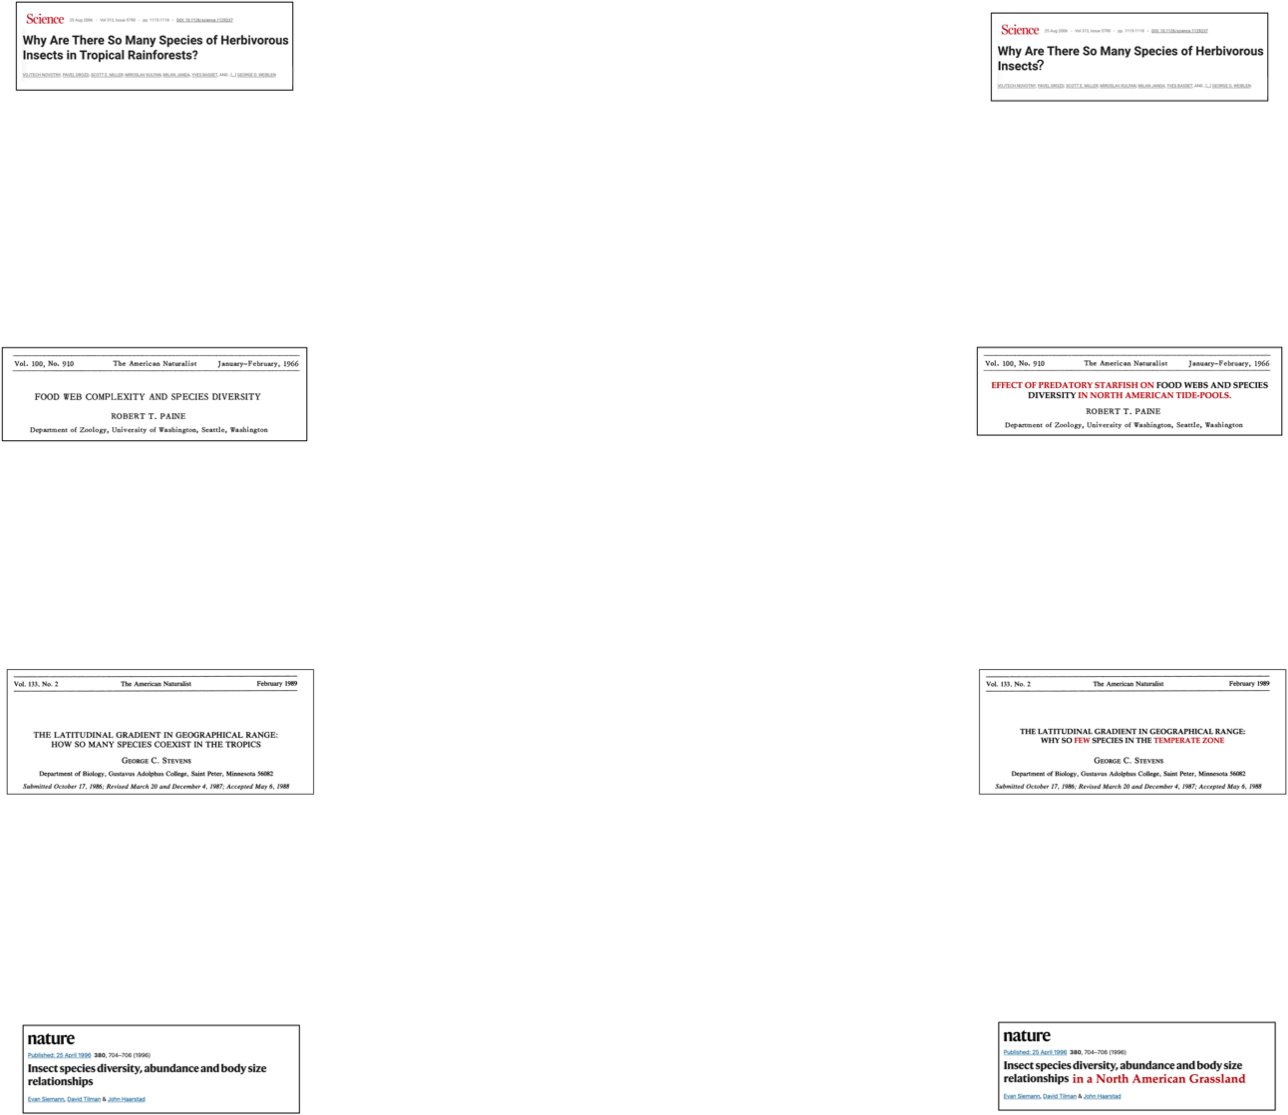 Science 25 Aug 2006 • Vol 313, Issue 5790 • pp. 1115-1118 • DOI: 10.1126/science.1129237
Why Are There So Many Species of Herbivorous
Insects in Tropical Rainforests?
VOJTECH NOVOTNY, PAVEL DROZD, SCOTT E. MILLER, MIROSLAV KULFAN, MILAN JANDA, YVES BASSET, AND, [...] GEORGE D. WEIBLEN
Science 25 Aug 2006 • Vol 313, Issue 5790 • pp. 1115-1118 • DOI: 10.1126/science.1129237
Why Are There So Many Species of Herbivorous
Insects?
VOJTECH NOVOTNY, PAVEL DROZD, SCOTT E. MILLER, MIROSLAV KULFAN, MILAN JANDA, YVES BASSET, AND, [...] GEORGE D. WEIBLEN
Vol. 100, No. 910 The American Naturalist January-February, 1966
FOOD WEB COMPLEXITY AND SPECIES DIVERSITY
ROBERT T. PAINE
Department of Zoology, University of Washington, Seattle, Washington
Vol. 100, No. 910 The American Naturalist January-February, 1966
EFFECT OF PREDATORY STARFISH ON FOOD WEBS AND SPECIES
DIVERSITY IN NORTH AMERICAN TIDE-POOLS.
ROBERT T. PAINE
Department of Zoology, University of Washington, Seattle, Washington
Vol. 133, No. 2 The American Naturalist February 1989
THE LATITUDINAL GRADIENT IN GEOGRAPHICAL RANGE:
HOW SO MANY SPECIES COEXIST IN THE TROPICS
GEORGE C. STEVENS
Department of Biology, Gustavus Adolphus College, Saint Peter, Minnesota 56082
Submitted October 17, 1986; Revised March 20 and December 4, 1987; Accepted May 6, 1988
Vol. 133, No. 2 The American Naturalist February 1989
THE LATITUDINAL GRADIENT IN GEOGRAPHICAL RANGE:
WHY SO FEW SPECIES IN THE TEMPERATE ZONE
GEORGE C. STEVENS
Department of Biology, Gustavus Adolphus College, Saint Peter, Minnesota 56082
Submitted October 17, 1986; Revised March 20 and December 4, 1987; Accepted May 6, 1988
nature
Published: 25 April 1996 380, 704–706 (1996)
Insect species diversity, abundance and body size
relationships
Evan Siemann, David Tilman & John Haarstad
nature
Published: 25 April 1996 380, 704–706 (1996)
Insect species diversity, abundance and body size
relationships in a North American Grassland
Evan Siemann, David Tilman & John Haarstad